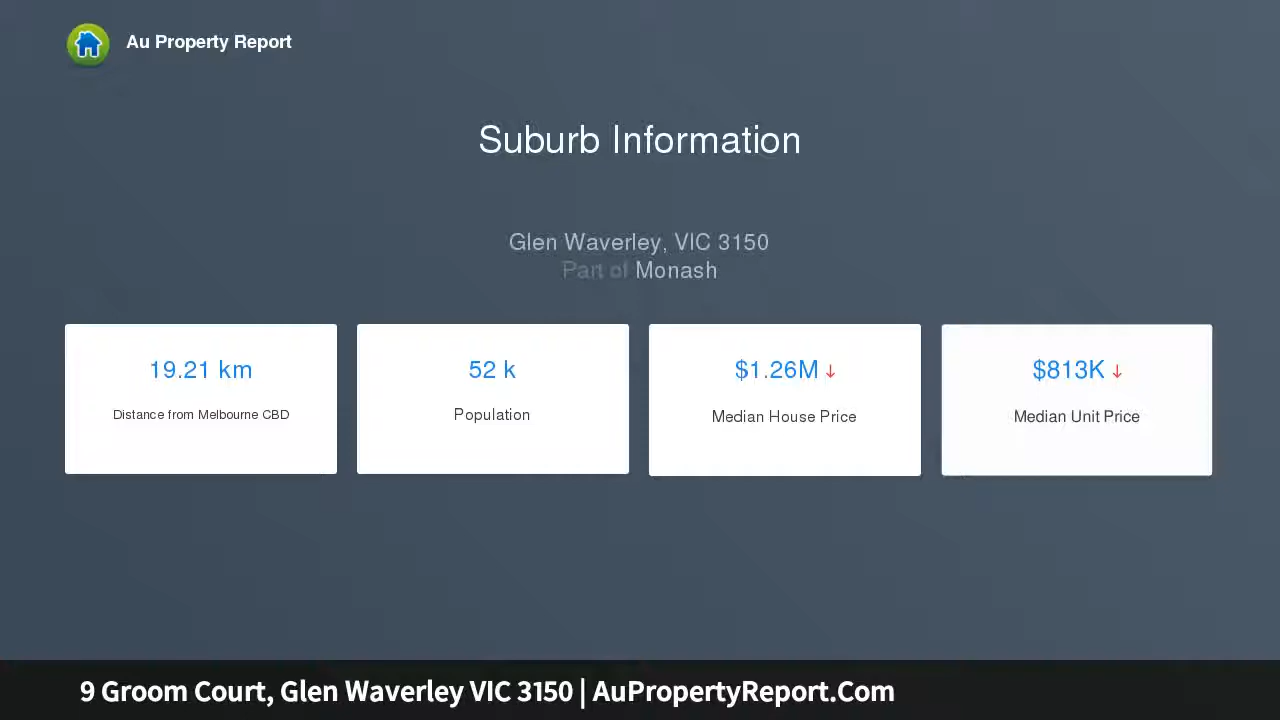 Au Property Report
Suburb Information
Glen Waverley, VIC 3150
Part of Monash
19.21 km
Distance from Melbourne CBD
52 k
Population
$1.26M ↓
Median House Price
$813K ↓
Median Unit Price
9 Groom Court, Glen Waverley VIC 3150 | AuPropertyReport.Com